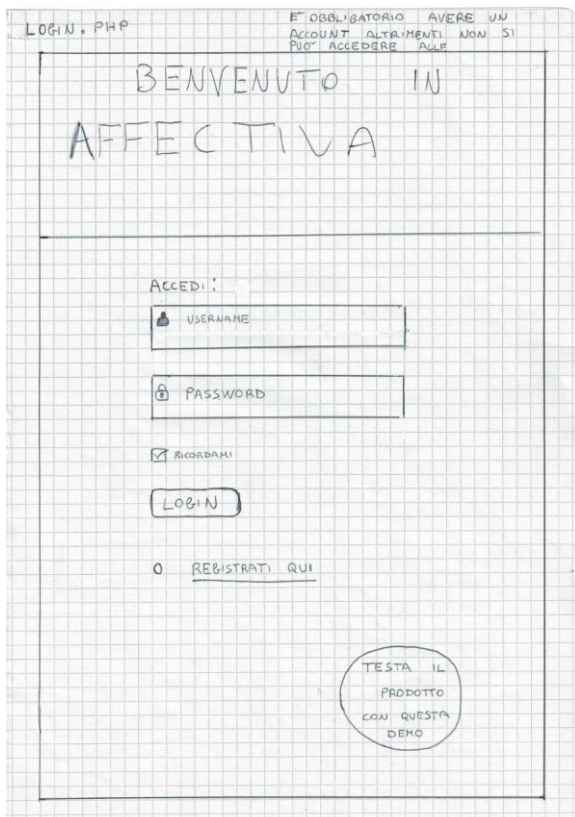 LOGIN.PHP
E' OBBLIGATORIO AVERE UN
ACCOUNT ALTRIMENTI NON SI
PUO' ACCEDERE ALLE
BENVENUTO IN
AFFECTIVA
ACCEDI:
USERNAME
PASSWORD
RICORDAMI
LOGIN
O REGISTRATI QUI
TESTA IL
PRODOTTO
CON QUESTA
DEMO